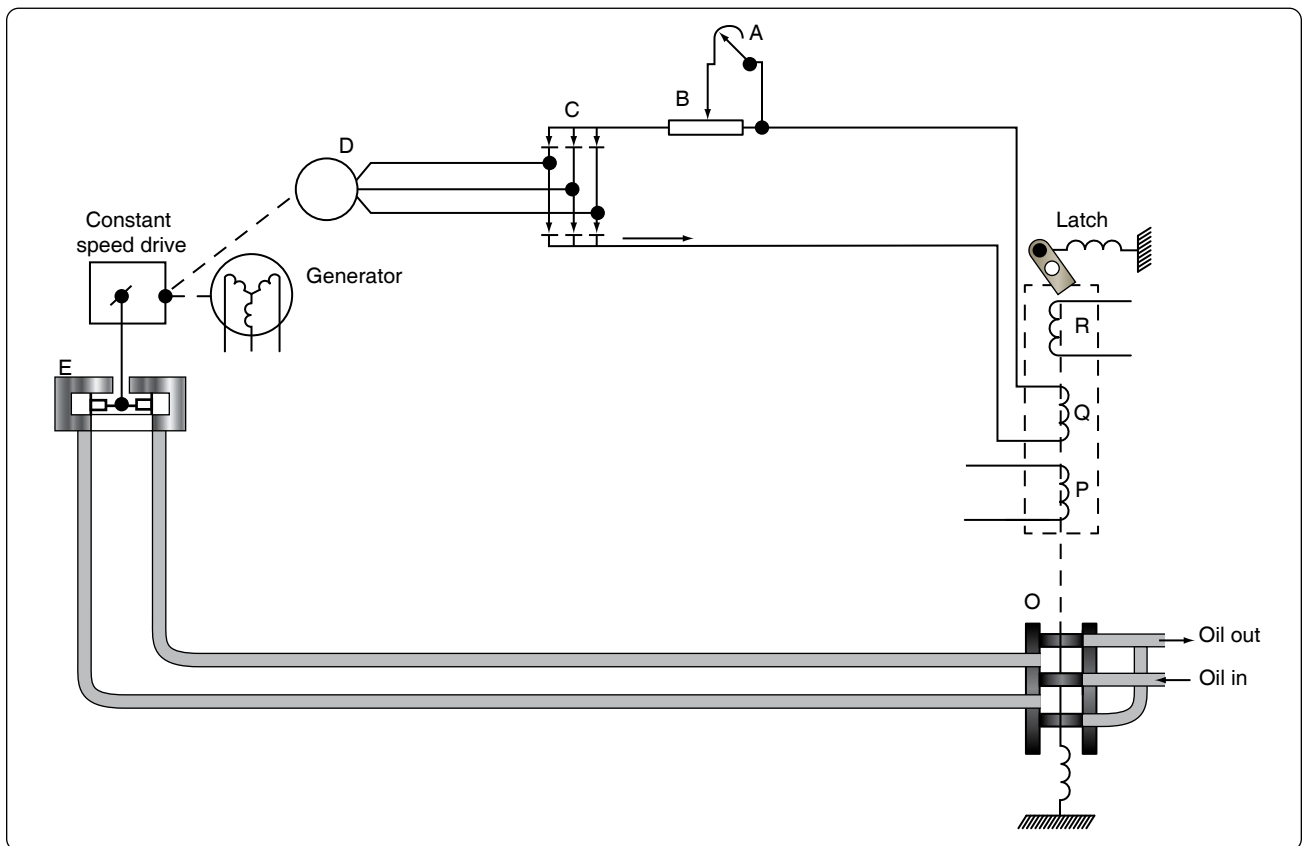 A
B
C
D
Constant
speed drive
Latch
Generator
R
E
Q
P
O
Oil out
Oil in